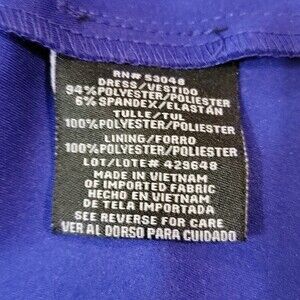 RN# 53048
DRESS/VESTIDO
94%POLYESTER/POLIESTER
6%SPANDEX/ELASTÁN
TULLE/TUL
100%POLYESTER/POLIESTER
LINING/FORRO
100%POLYESTER/POLIESTER
LOT/LOTE# 429648
MADE IN VIETNAM
OF IMPORTED FABRIC
HECHO EN VIETNAM
DE TELA IMPORTADA
SEE REVERSE FOR CARE
VER AL DORSO PARA CUIDADO